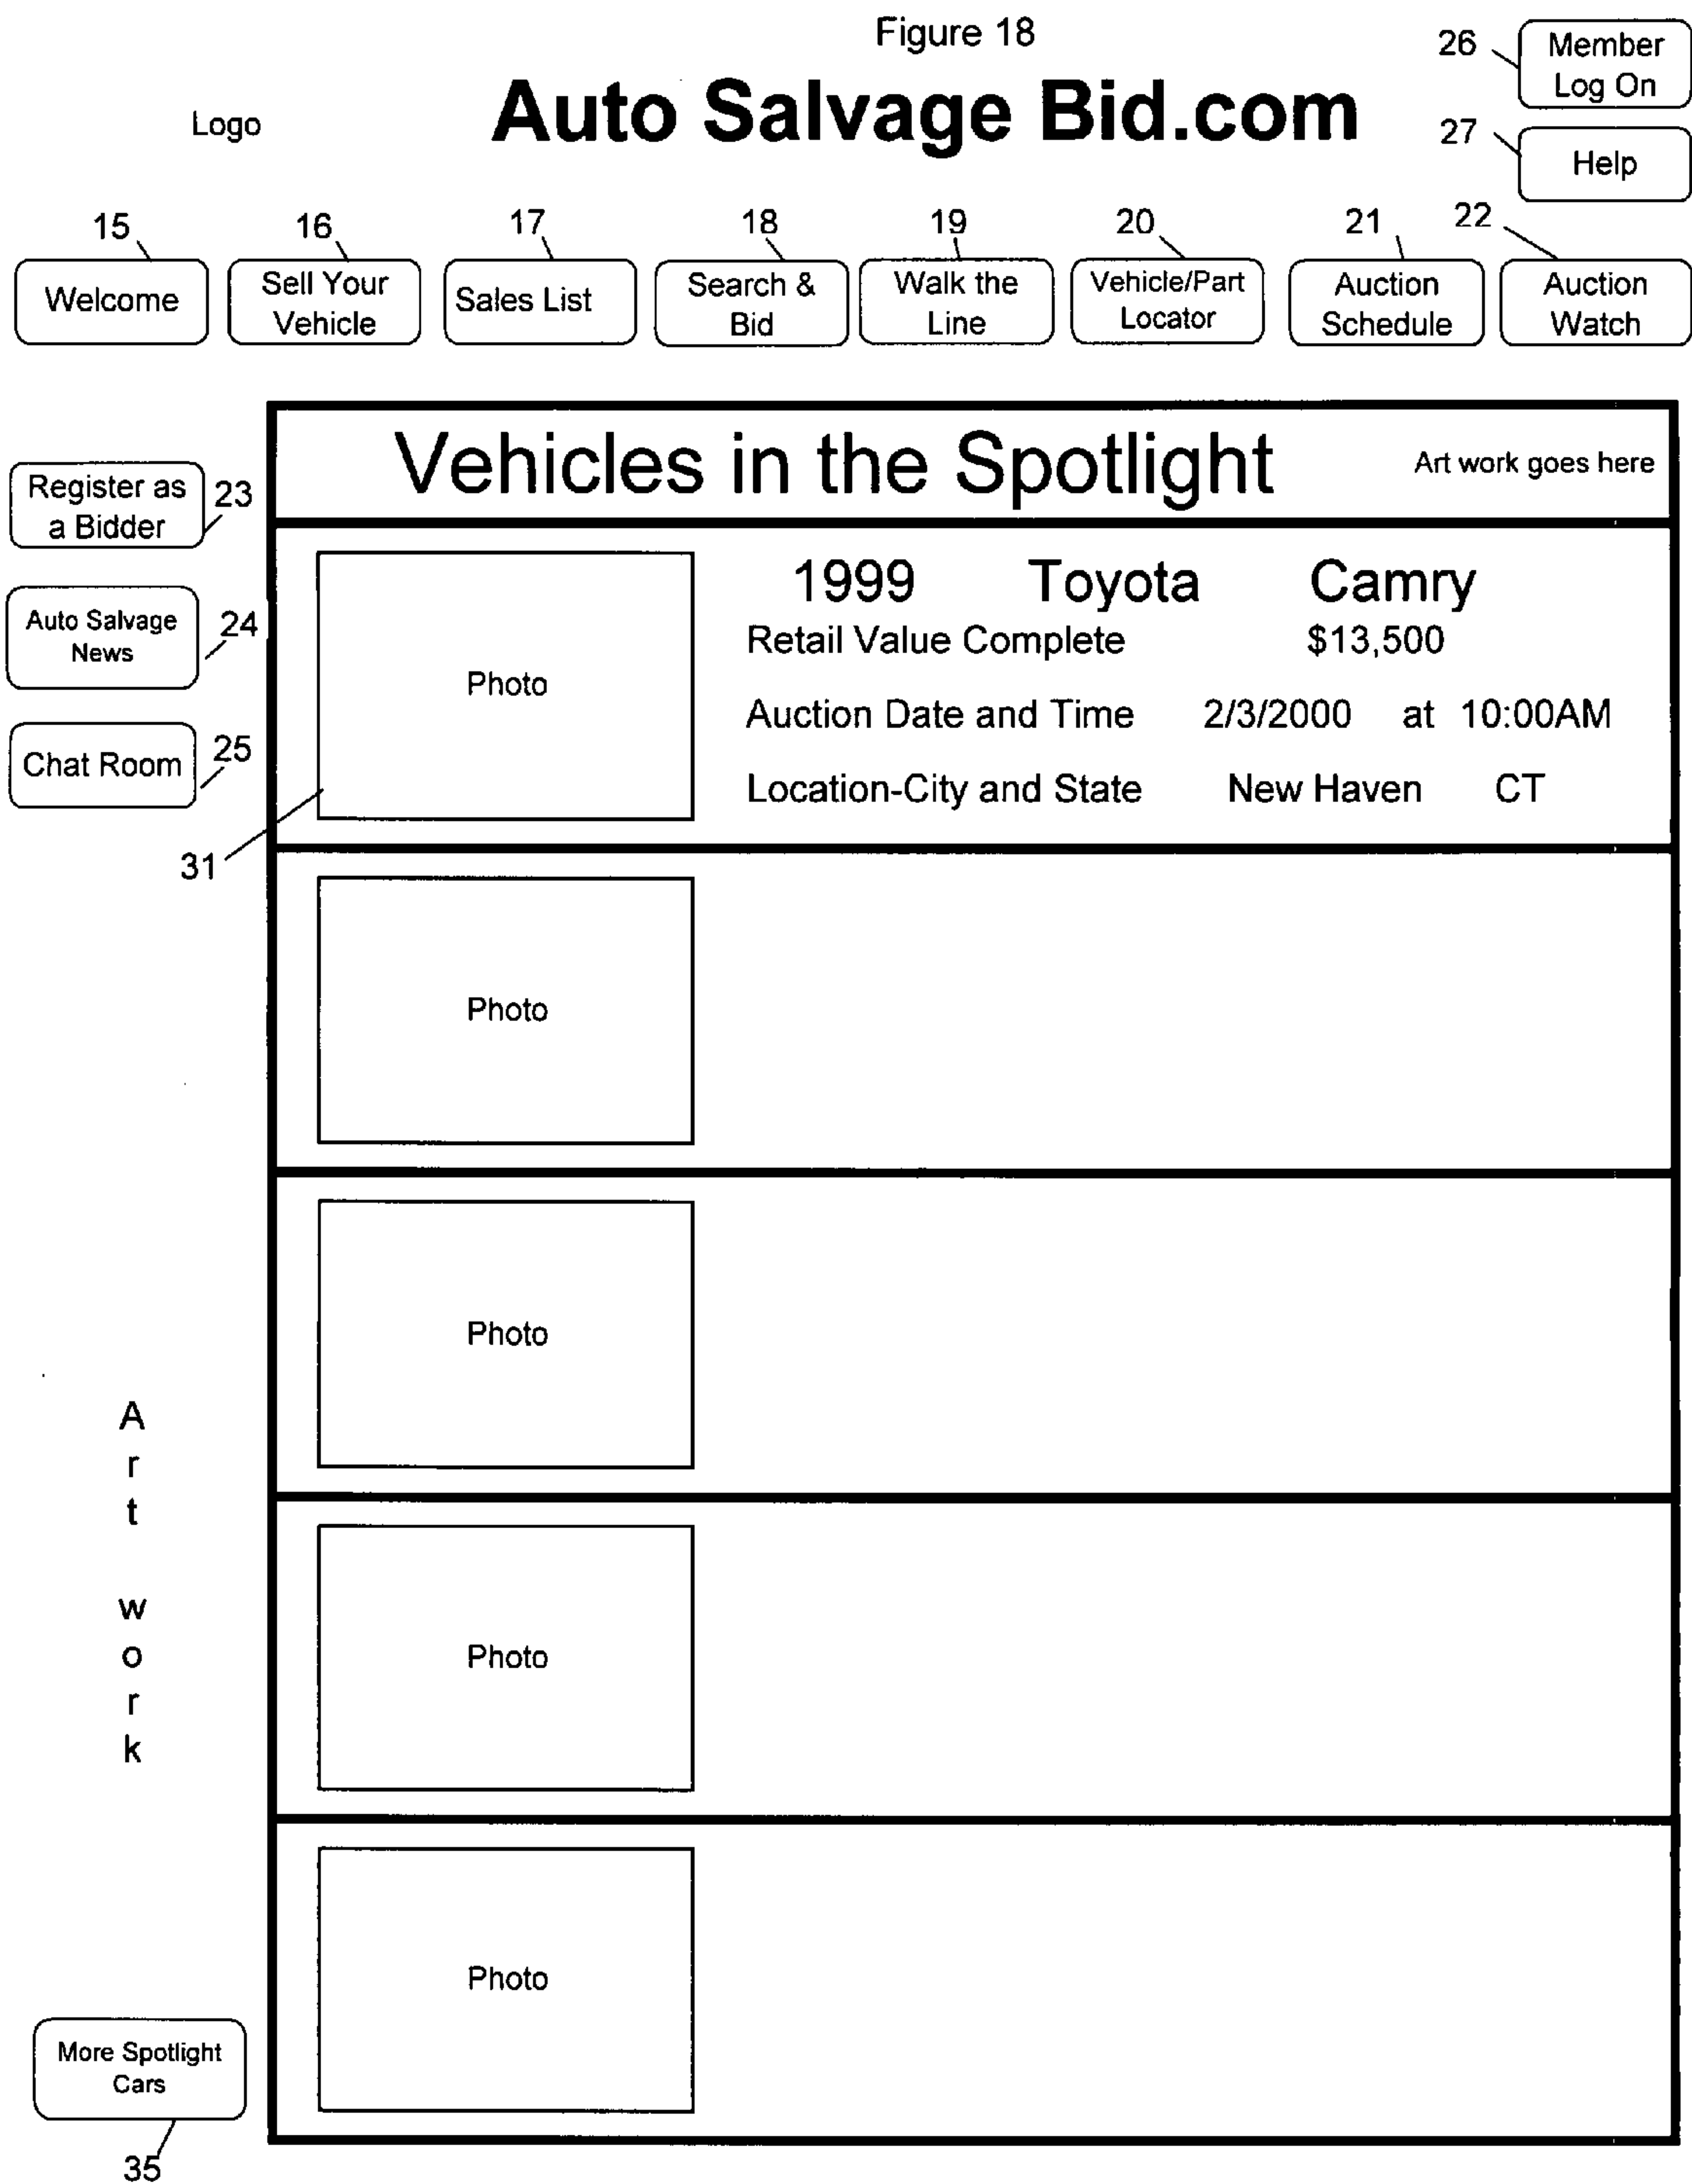 Figure 18
Logo
Auto Salvage Bid.com
26
Member
Log On
27
Help
15
16
17
18
19
20
21
22
Welcome
Sell Your
Vehicle
Sales List
Search &
Bid
Walk the
Line
Vehicle/Part
Locator
Auction
Schedule
Auction
Watch
Register as
a Bidder
23
Auto Salvage
News
24
Chat Room
25
Vehicles in the Spotlight
Art work goes here
Photo
1999 Toyota Camry
Retail Value Complete $13,500
Auction Date and Time 2/3/2000 at 10:00AM
Location-City and State New Haven CT
31
Photo
Photo
Photo
Photo
A
r
t
w
o
r
k
More Spotlight
Cars
35